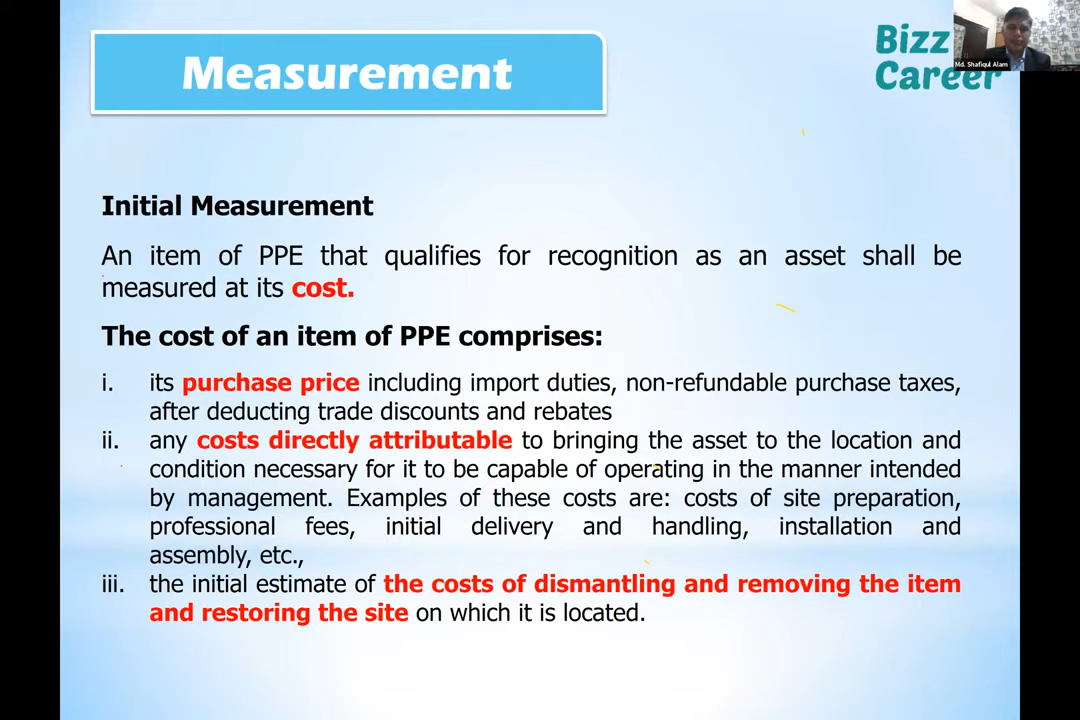 Measurement
Bizz
Career
Md. Shafiqul Alam
Initial Measurement
An item of PPE that qualifies for recognition as an asset shall be
measured at its cost.
The cost of an item of PPE comprises:
i. its purchase price including import duties, non-refundable purchase taxes,
after deducting trade discounts and rebates
ii. any costs directly attributable to bringing the asset to the location and
condition necessary for it to be capable of operating in the manner intended
by management. Examples of these costs are: costs of site preparation,
professional fees, initial delivery and handling, installation and
assembly, etc.,
iii. the initial estimate of the costs of dismantling and removing the item
and restoring the site on which it is located.